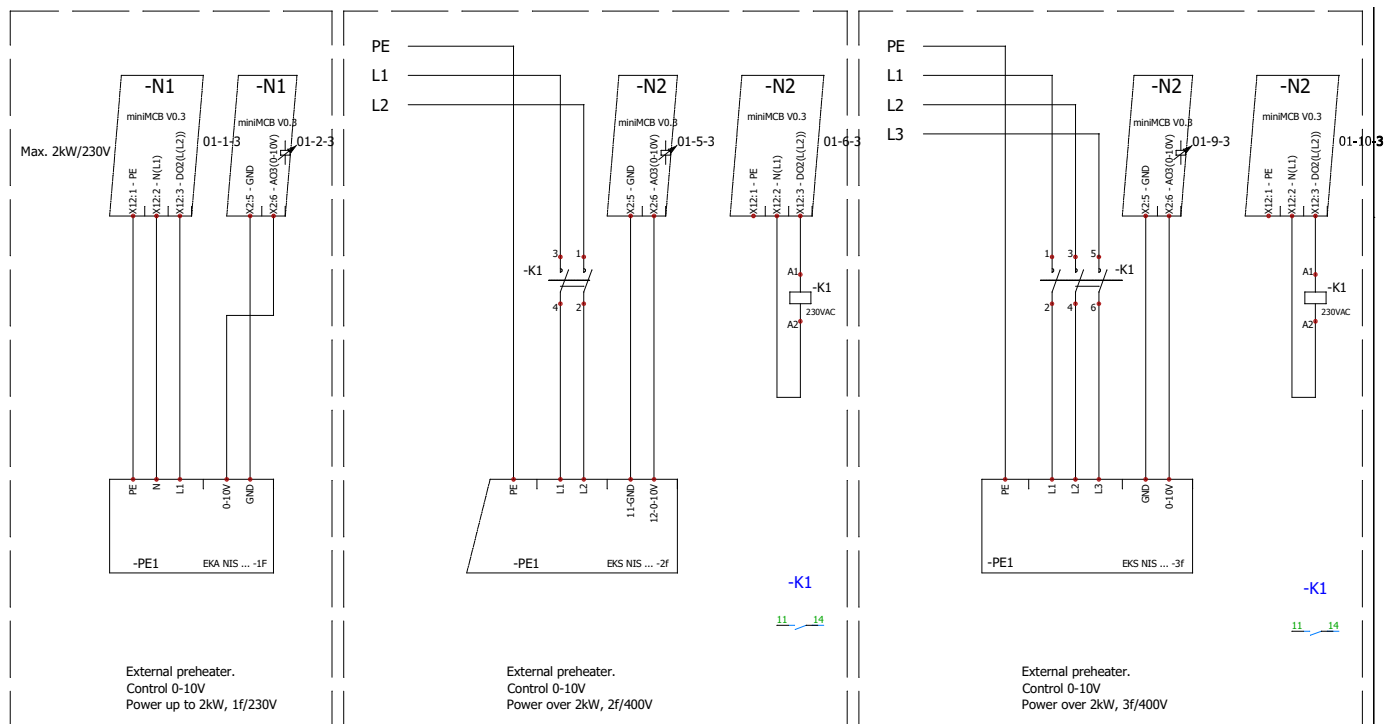 -N1
miniMCB V0.3
01-1-3
Max. 2kW/230V
X12:1 - PE
X12:2 - N(L1)
X12:3 - DO2(L(L2))
-N1
miniMCB V0.3
01-2-3
X2:5 - GND
X2:6 - AO3(0-10V)
PE
N
L1
0-10V
GND
-PE1
EKA NIS ... -1F
External preheater.
Control 0-10V
Power up to 2kW, 1f/230V
PE
L1
L2
-N2
miniMCB V0.3
01-5-3
X2:5 - GND
X2:6 - AO3(0-10V)
-N2
miniMCB V0.3
01-6-3
X12:1 - PE
X12:2 - N(L1)
X12:3 - DO2(L(L2))
3
1
-K1
4
2
A1
-K1
230VAC
A2
PE
L1
L2
11-GND
12-0-10V
-PE1
EKS NIS ... -2f
-K1
11
14
External preheater.
Control 0-10V
Power over 2kW, 2f/400V
PE
L1
L2
L3
-N2
miniMCB V0.3
01-9-3
X2:5 - GND
X2:6 - AO3(0-10V)
-N2
miniMCB V0.3
01-10-3
X12:1 - PE
X12:2 - N(L1)
X12:3 - DO2(L(L2))
1
3
5
-K1
2
4
6
A1
-K1
230VAC
A2
PE
L1
L2
L3
GND
0-10V
-PE1
EKS NIS ... -3f
-K1
11
14
External preheater.
Control 0-10V
Power over 2kW, 3f/400V